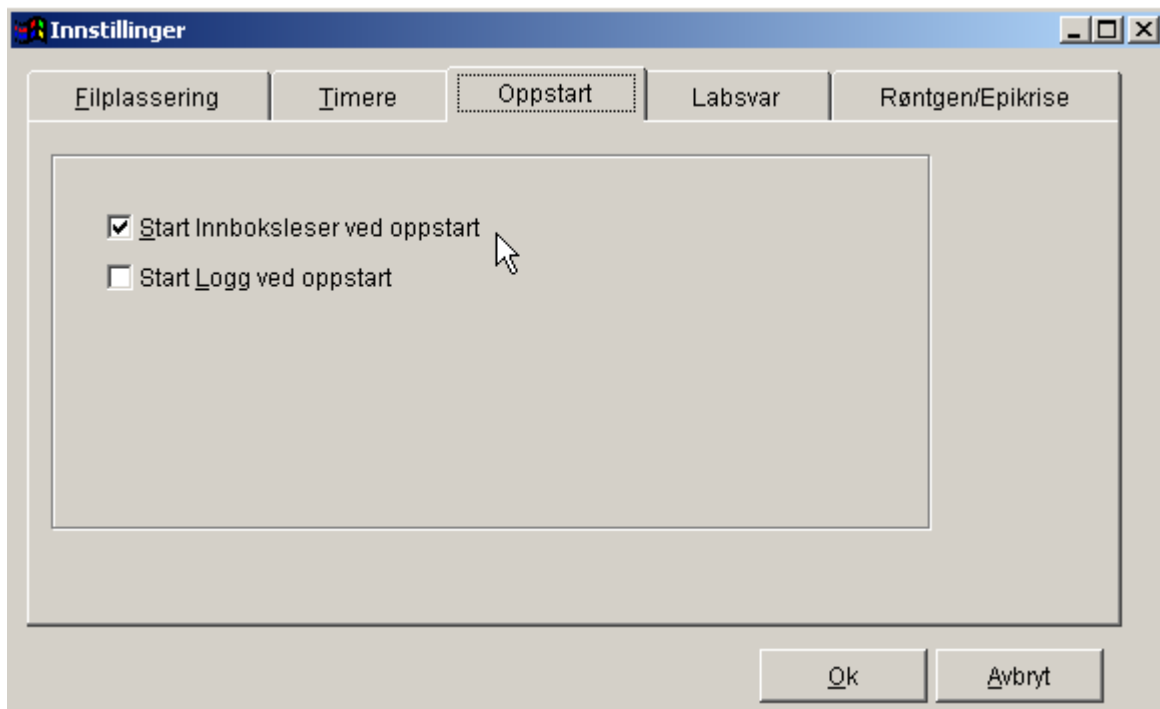 Innstillinger
Filplassering Timere Oppstart Labsvar Røntgen/Epikrise
Start Innboksleser ved oppstart
Start Logg ved oppstart
Ok Avbryt